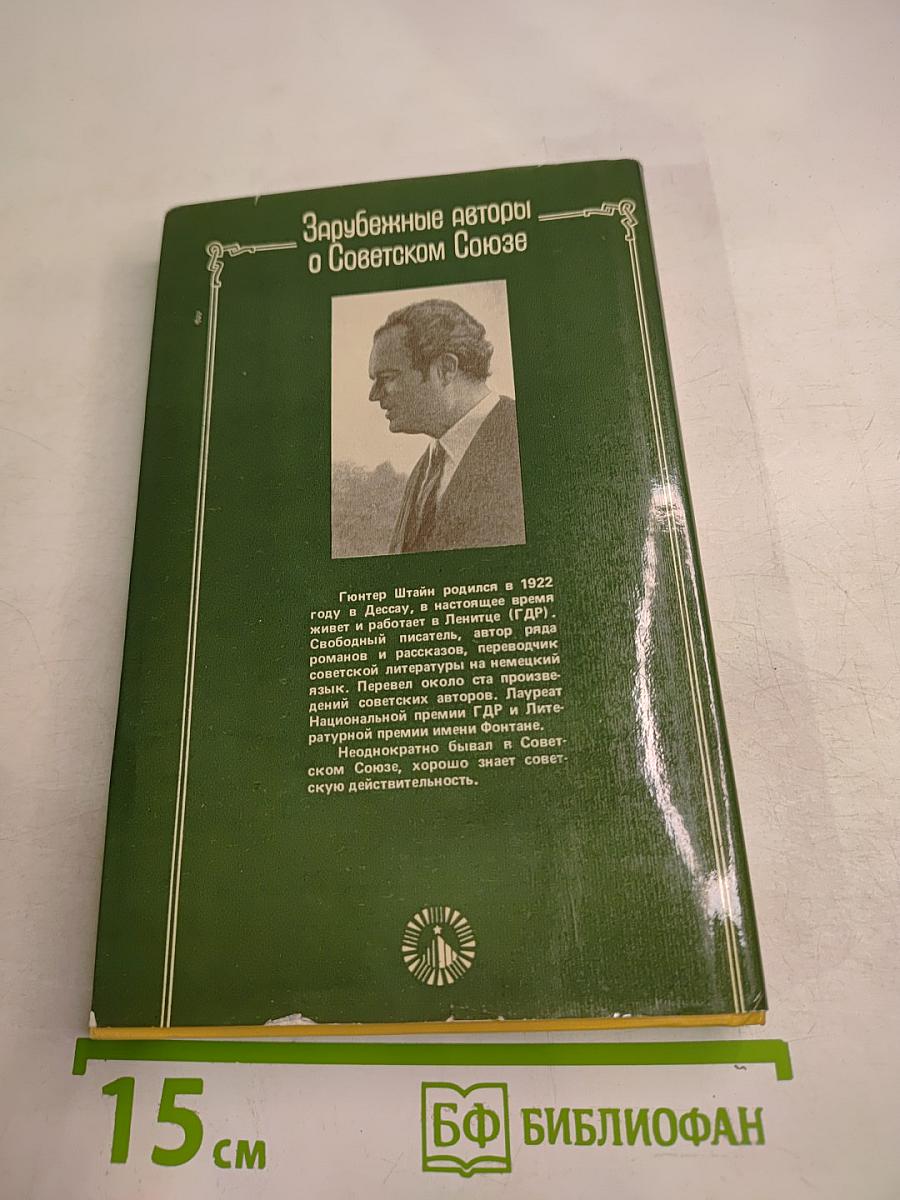 Зарубежные авторы
о Советском Союзе
Гюнтер Штайн родился в 1922
году в Дессау, в настоящее время
живет и работает в Ленитце (ГДР).
Свободный писатель, автор ряда
романов и рассказов, переводчик
советской литературы на немецкий
язык. Перевел около ста произве-
дений советских авторов. Лауреат
Национальной премии ГДР и Лите-
ратурной премии имени Фонтане.
Неоднократно бывал в Совет-
ском Союзе, хорошо знает совет-
скую действительность.
15 см
БФ БИБЛИОФАН